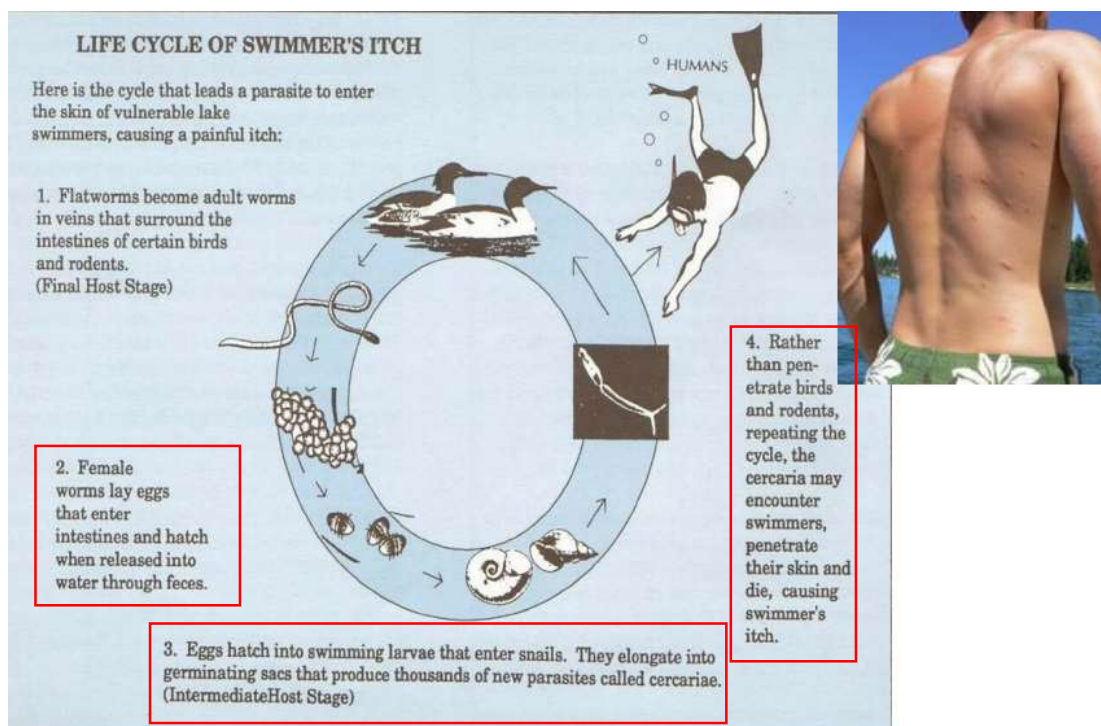 LIFE CYCLE OF SWIMMER'S ITCH
Here is the cycle that leads a parasite to enter
the skin of vulnerable lake
swimmers, causing a painful itch:
HUMANS
1. Flatworms become adult worms
in veins that surround the
intestines of certain birds
and rodents.
(Final Host Stage)
2. Female
worms lay eggs
that enter
intestines and hatch
when released into
water through feces.
3. Eggs hatch into swimming larvae that enter snails. They elongate into
germinating sacs that produce thousands of new parasites called cercariae.
(IntermediateHost Stage)
4. Rather
than pen-
etrate birds
and rodents,
repeating the
cycle, the
cercaria may
encounter
swimmers,
penetrate
their skin and
die, causing
swimmer's
itch.